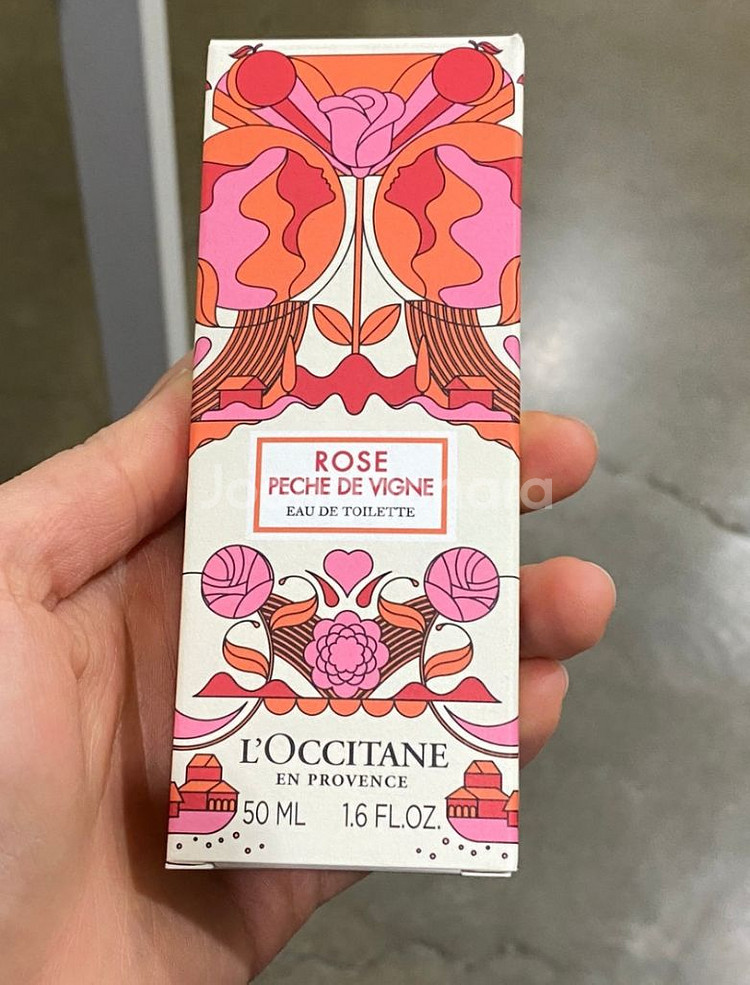 ROSE
PECHE DE VIGNE
EAU DE TOILETTE
L'OCCITANE
EN PROVENCE
50 ML 1.6 FL.OZ.